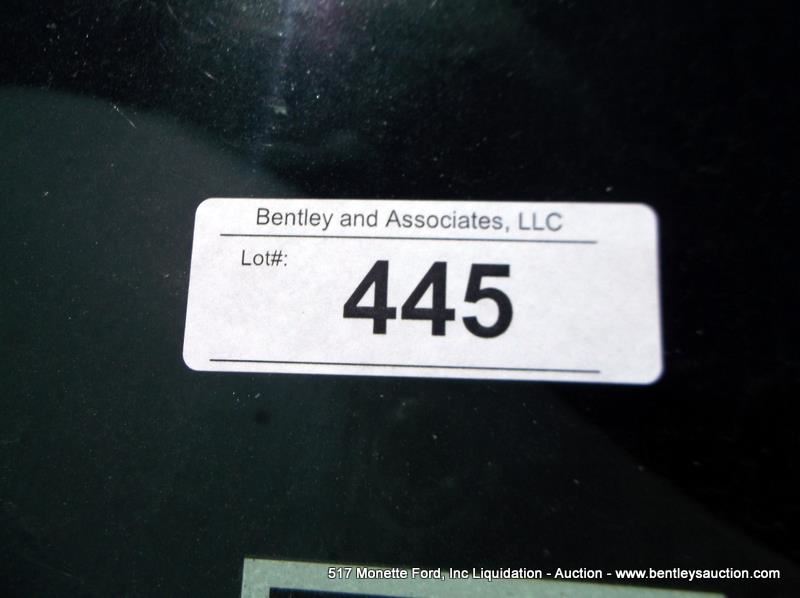 Bentley and Associates, LLC
Lot#:
445
517 Monette Ford, Inc Liquidation - Auction - www.bentleysauction.com